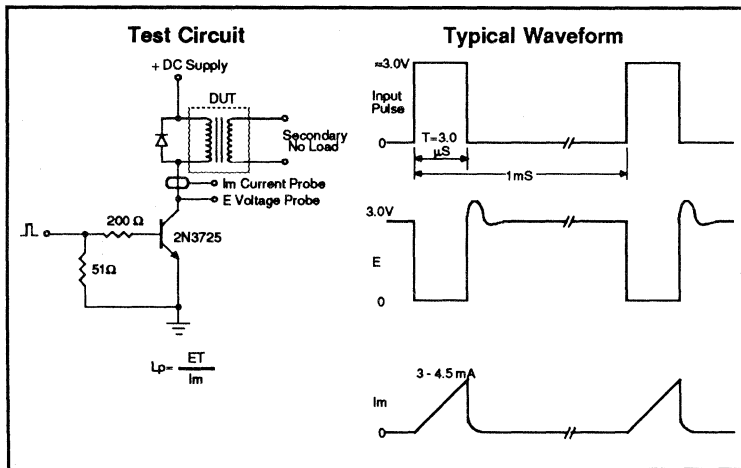 Test Circuit
+ DC Supply
DUT
Secondary
No Load
Im Current Probe
E Voltage Probe
200 Ω
2N3725
51Ω
Lp = ET
Im
Typical Waveform
≈3.0V
Input
Pulse
0
T=3.0
µS
1mS
3.0V
E
0
3 - 4.5 mA
Im
0